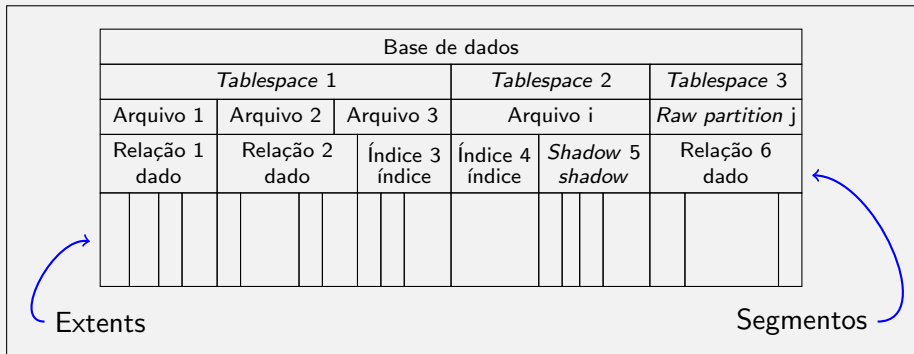 Base de dados
Tablespace 1 Tablespace 2 Tablespace 3
Arquivo 1 Arquivo 2 Arquivo 3 Arquivo i Raw partition j
Relação 1 Relação 2 Índice 3 Índice 4 Shadow 5 Relação 6
dado dado índice índice shadow dado
Extents Segmentos